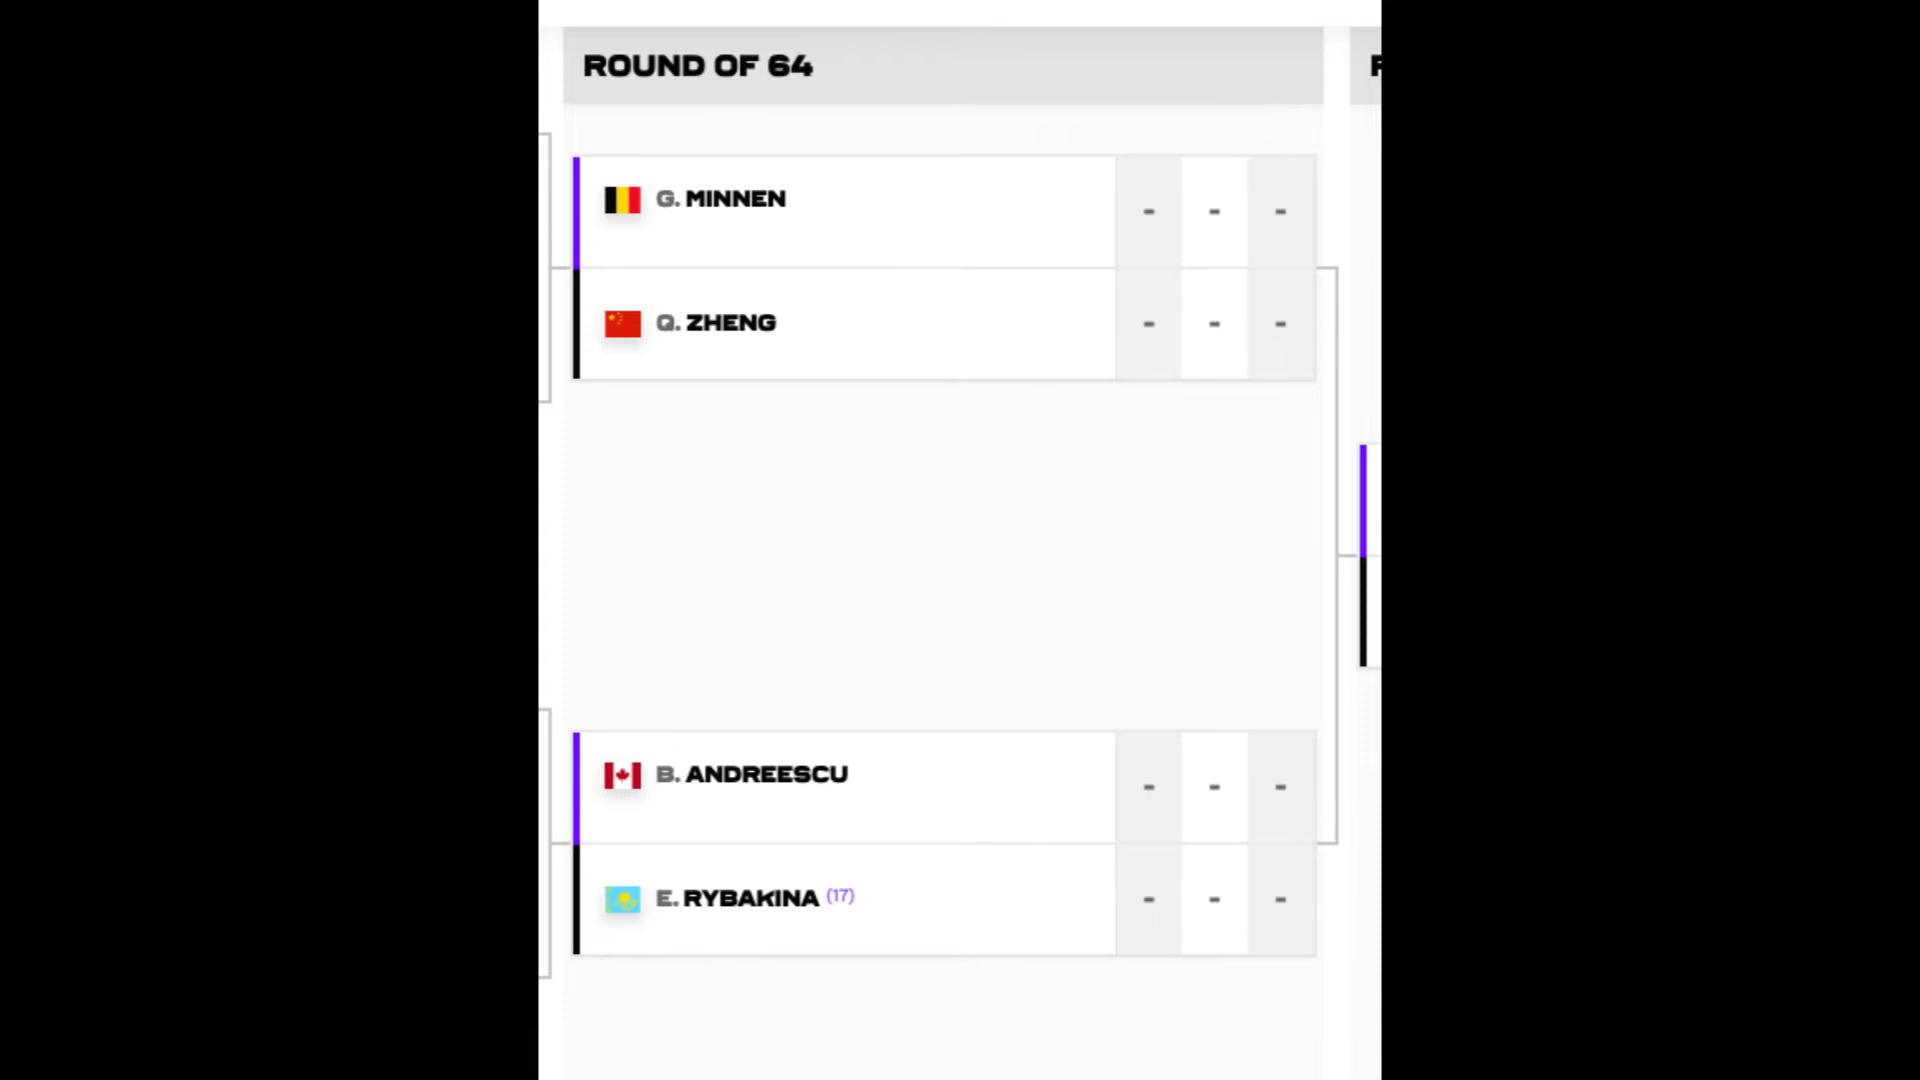 ROUND OF 64
G. MINNEN - - -
Q. ZHENG - - -
B. ANDREESCU - - -
E. RYBAKINA (17) - - -